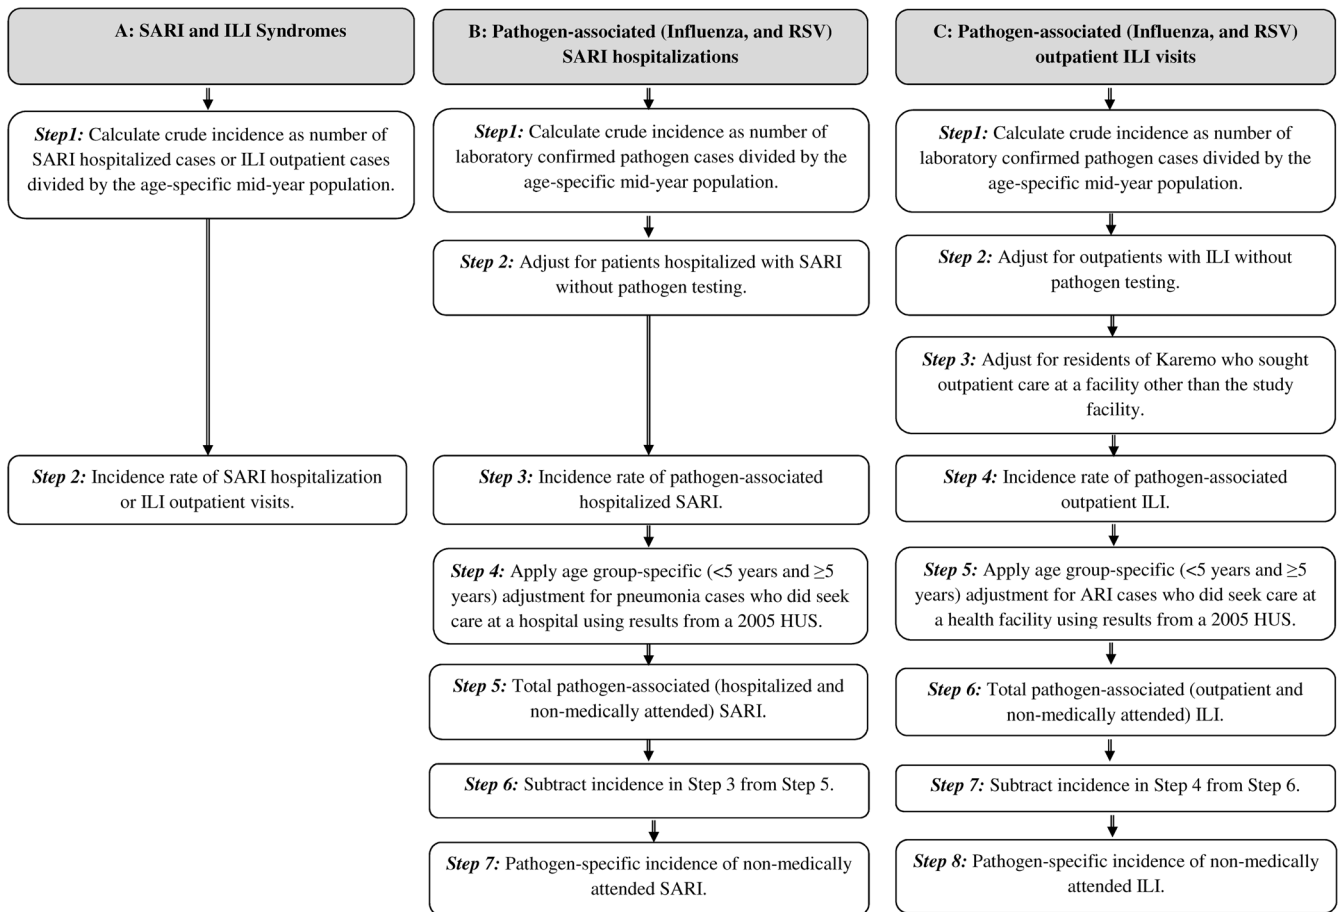 A: SARI and ILI Syndromes
Step1: Calculate crude incidence as number of
SARI hospitalized cases or ILI outpatient cases
divided by the age-specific mid-year population.
Step 2: Incidence rate of SARI hospitalization
or ILI outpatient visits.
B: Pathogen-associated (Influenza, and RSV)
SARI hospitalizations
Step1: Calculate crude incidence as number of
laboratory confirmed pathogen cases divided by the
age-specific mid-year population.
Step 2: Adjust for patients hospitalized with SARI
without pathogen testing.
Step 3: Incidence rate of pathogen-associated
hospitalized SARI.
Step 4: Apply age group-specific (<5 years and ≥5
years) adjustment for pneumonia cases who did seek
care at a hospital using results from a 2005 HUS.
Step 5: Total pathogen-associated (hospitalized and
non-medically attended) SARI.
Step 6: Subtract incidence in Step 3 from Step 5.
Step 7: Pathogen-specific incidence of non-medically
attended SARI.
C: Pathogen-associated (Influenza, and RSV)
outpatient ILI visits
Step1: Calculate crude incidence as number of
laboratory confirmed pathogen cases divided by the
age-specific mid-year population.
Step 2: Adjust for outpatients with ILI without
pathogen testing.
Step 3: Adjust for residents of Karemo who sought
outpatient care at a facility other than the study
facility.
Step 4: Incidence rate of pathogen-associated
outpatient ILI.
Step 5: Apply age group-specific (<5 years and ≥5
years) adjustment for ARI cases who did seek care at
a health facility using results from a 2005 HUS.
Step 6: Total pathogen-associated (outpatient and
non-medically attended) ILI.
Step 7: Subtract incidence in Step 4 from Step 6.
Step 8: Pathogen-specific incidence of non-medically
attended ILI.